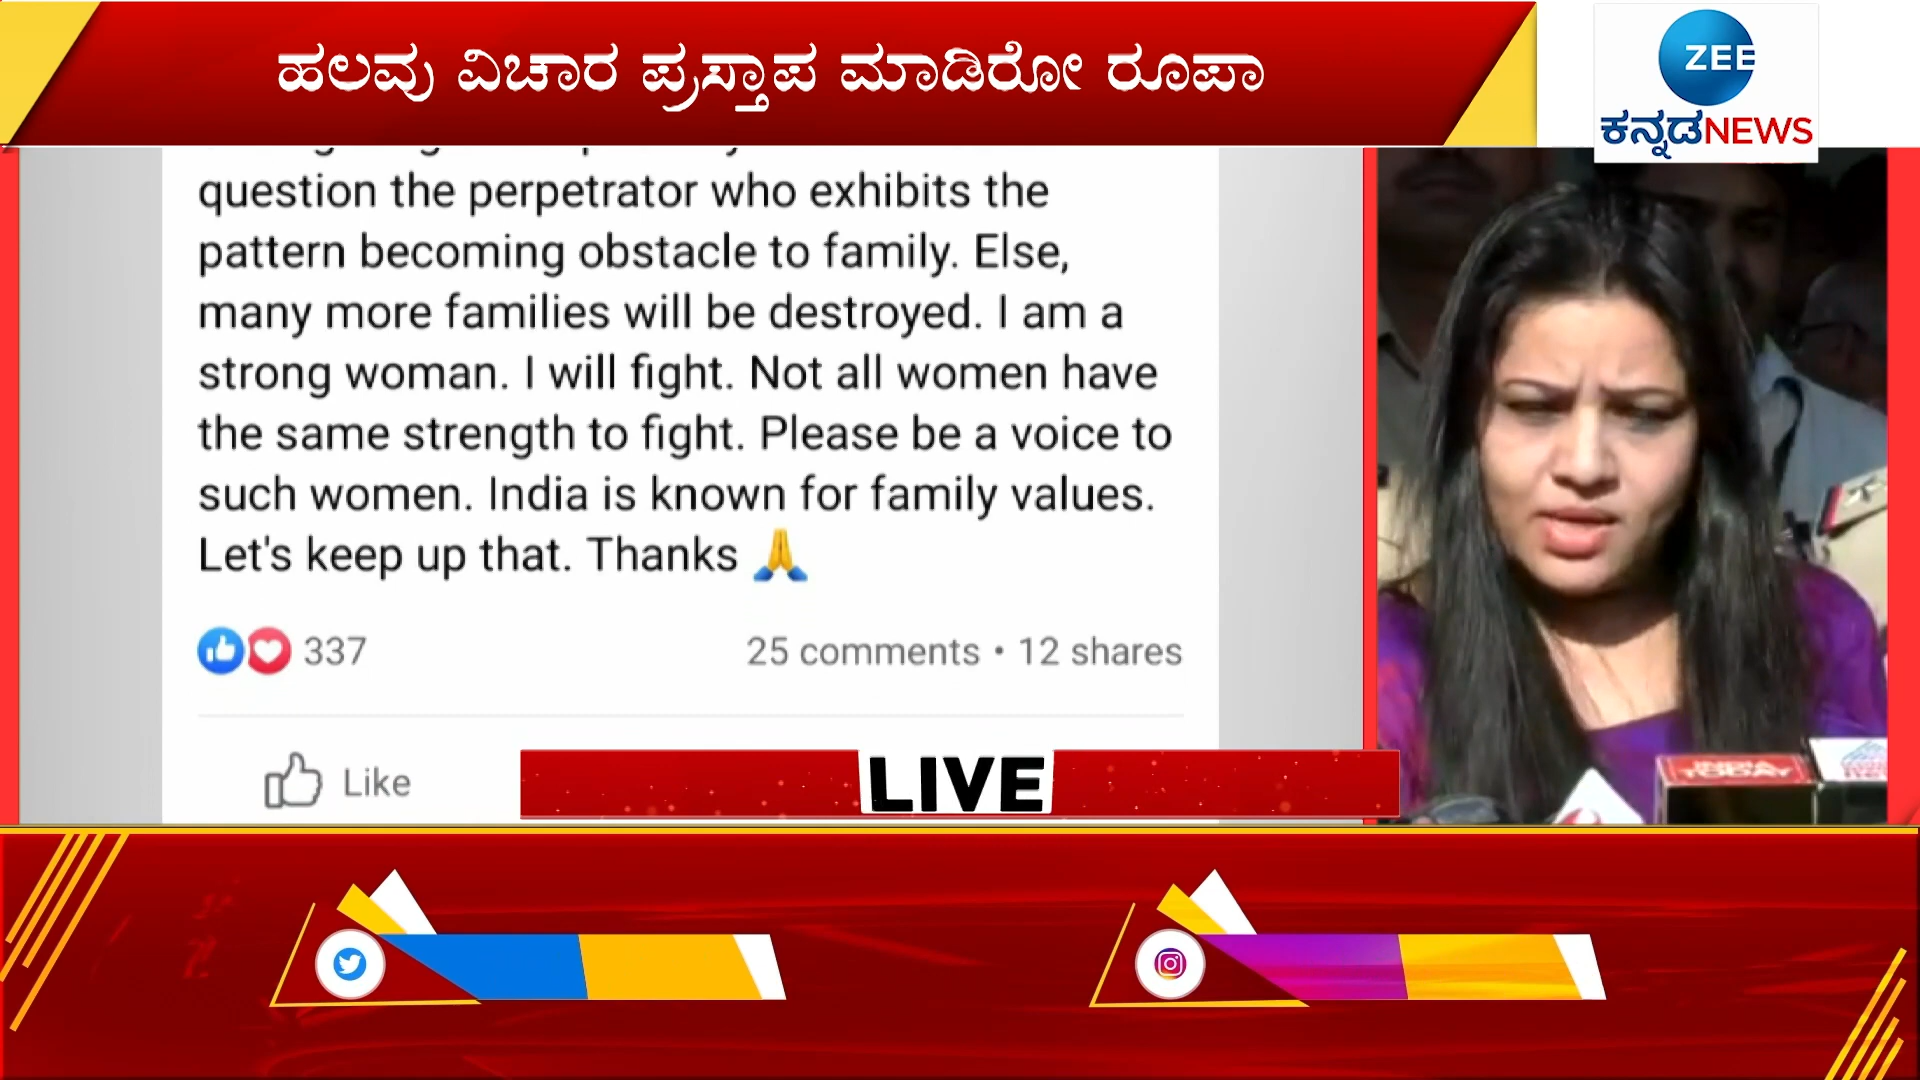 ಹಲವು ವಿಚಾರ ಪ್ರಸ್ತಾಪ ಮಾಡಿರೋ ರೂಪಾ
ZEE
ಕನ್ನಡNEWS
question the perpetrator who exhibits the
pattern becoming obstacle to family. Else,
many more families will be destroyed. I am a
strong woman. I will fight. Not all women have
the same strength to fight. Please be a voice to
such women. India is known for family values.
Let's keep up that. Thanks 🙏
337
25 comments • 12 shares
Like
LIVE
INDIA
TODAY